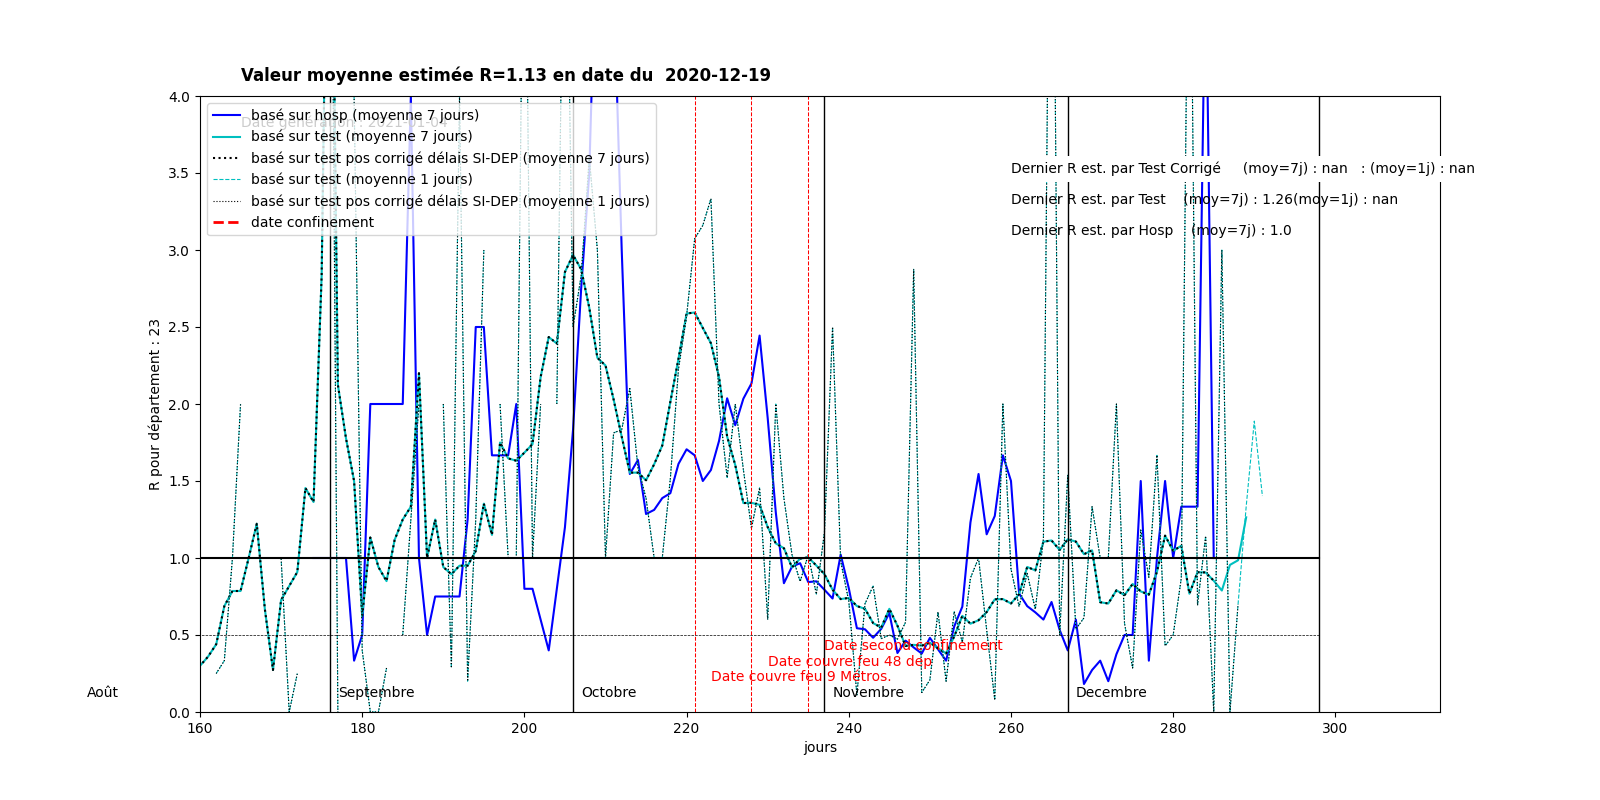 Valeur moyenne estimée R=1.13 en date du  2020-12-19
Date generation : 2021-01-04
basé sur hosp (moyenne 7 jours)
basé sur test (moyenne 7 jours)
basé sur test pos corrigé délais SI-DEP (moyenne 7 jours)
basé sur test (moyenne 1 jours)
basé sur test pos corrigé délais SI-DEP (moyenne 1 jours)
date confinement
Dernier R est. par Test Corrigé     (moy=7j) : nan   : (moy=1j) : nan
Dernier R est. par Test    (moy=7j) : 1.26(moy=1j) : nan
Dernier R est. par Hosp    (moy=7j) : 1.0
4.0
3.5
3.0
2.5
2.0
1.5
1.0
0.5
0.0
R pour département : 23
Date second confinement
Date couvre feu 48 dep
Date couvre feu 9 Métros.
Août Septembre Octobre Novembre Decembre
160 180 200 220 240 260 280 300
jours